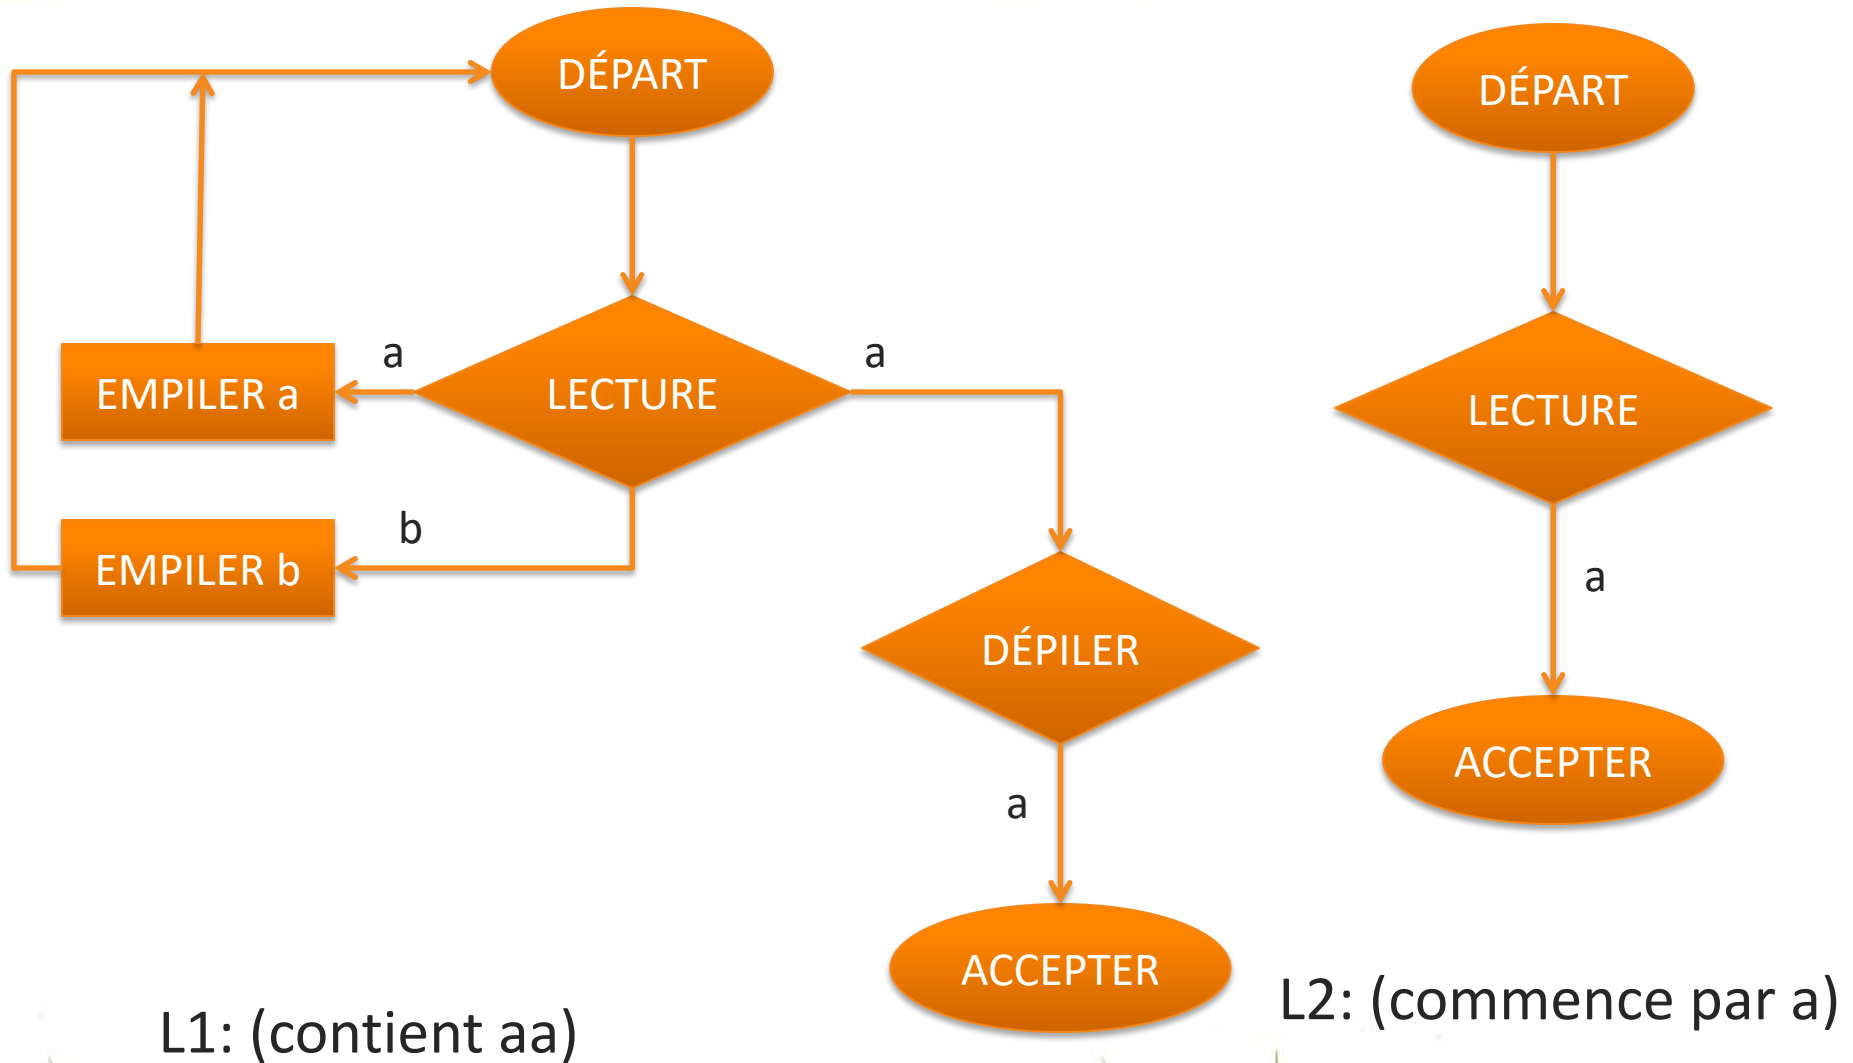 DÉPART
LECTURE
a
a
EMPILER a
b
EMPILER b
DÉPILER
a
ACCEPTER
L1: (contient aa)
DÉPART
LECTURE
a
ACCEPTER
L2: (commence par a)